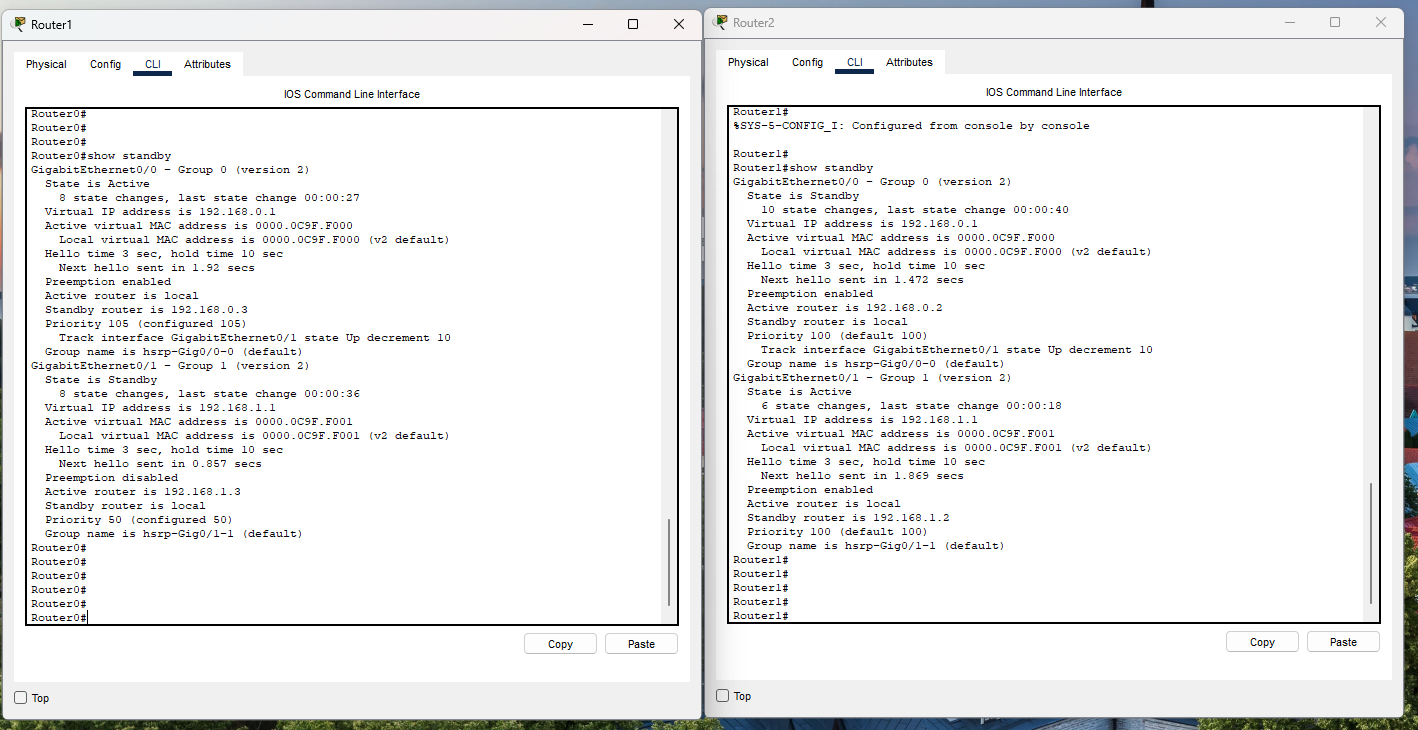 Router1
Physical Config CLI Attributes
IOS Command Line Interface
Router0#
Router0#
Router0#
Router0#show standby
GigabitEthernet0/0 - Group 0 (version 2)
  State is Active
    8 state changes, last state change 00:00:27
  Virtual IP address is 192.168.0.1
  Active virtual MAC address is 0000.0C9F.F000
    Local virtual MAC address is 0000.0C9F.F000 (v2 default)
  Hello time 3 sec, hold time 10 sec
    Next hello sent in 1.92 secs
  Preemption enabled
  Active router is local
  Standby router is 192.168.0.3
  Priority 105 (configured 105)
    Track interface GigabitEthernet0/1 state Up decrement 10
  Group name is hsrp-Gig0/0-0 (default)
GigabitEthernet0/1 - Group 1 (version 2)
  State is Standby
    8 state changes, last state change 00:00:36
  Virtual IP address is 192.168.1.1
  Active virtual MAC address is 0000.0C9F.F001
    Local virtual MAC address is 0000.0C9F.F001 (v2 default)
  Hello time 3 sec, hold time 10 sec
    Next hello sent in 0.857 secs
  Preemption disabled
  Active router is 192.168.1.3
  Standby router is local
  Priority 50 (configured 50)
  Group name is hsrp-Gig0/1-1 (default)
Router0#
Router0#
Router0#
Router0#
Router0#
Router0#
Copy Paste
Top
Router2
Physical Config CLI Attributes
IOS Command Line Interface
Router1#
%SYS-5-CONFIG_I: Configured from console by console
Router1#
Router1#show standby
GigabitEthernet0/0 - Group 0 (version 2)
  State is Standby
    10 state changes, last state change 00:00:40
  Virtual IP address is 192.168.0.1
  Active virtual MAC address is 0000.0C9F.F000
    Local virtual MAC address is 0000.0C9F.F000 (v2 default)
  Hello time 3 sec, hold time 10 sec
    Next hello sent in 1.472 secs
  Preemption enabled
  Active router is 192.168.0.2
  Standby router is local
  Priority 100 (default 100)
    Track interface GigabitEthernet0/1 state Up decrement 10
  Group name is hsrp-Gig0/0-0 (default)
GigabitEthernet0/1 - Group 1 (version 2)
  State is Active
    6 state changes, last state change 00:00:18
  Virtual IP address is 192.168.1.1
  Active virtual MAC address is 0000.0C9F.F001
    Local virtual MAC address is 0000.0C9F.F001 (v2 default)
  Hello time 3 sec, hold time 10 sec
    Next hello sent in 1.869 secs
  Preemption enabled
  Active router is local
  Standby router is 192.168.1.2
  Priority 100 (default 100)
  Group name is hsrp-Gig0/1-1 (default)
Router1#
Router1#
Router1#
Router1#
Router1#
Copy Paste
Top